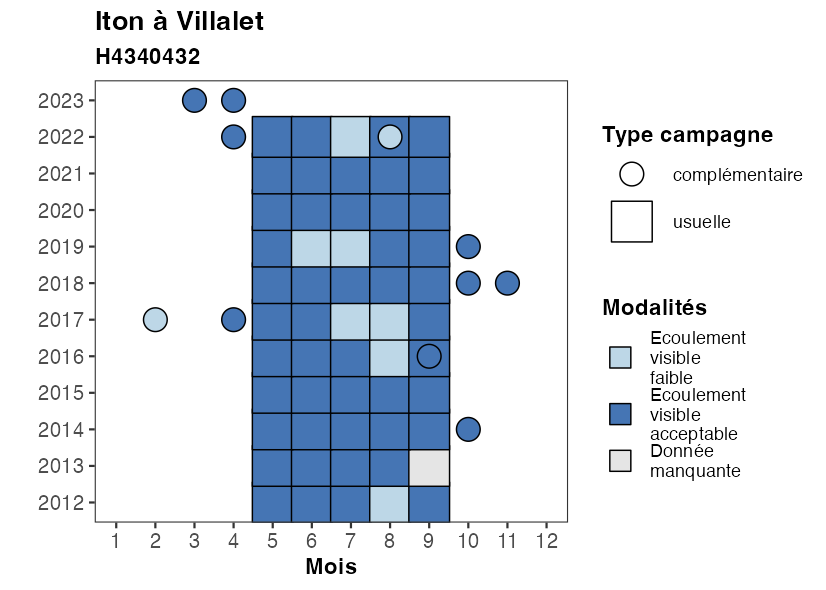 Iton à Villalet
H4340432
2023
2022
2021
2020
2019
2018
2017
2016
2015
2014
2013
2012
1 2 3 4 5 6 7 8 9 10 11 12
Mois
Type campagne
complémentaire
usuelle
Modalités
Ecoulement
visible
faible
Ecoulement
visible
acceptable
Donnée
manquante